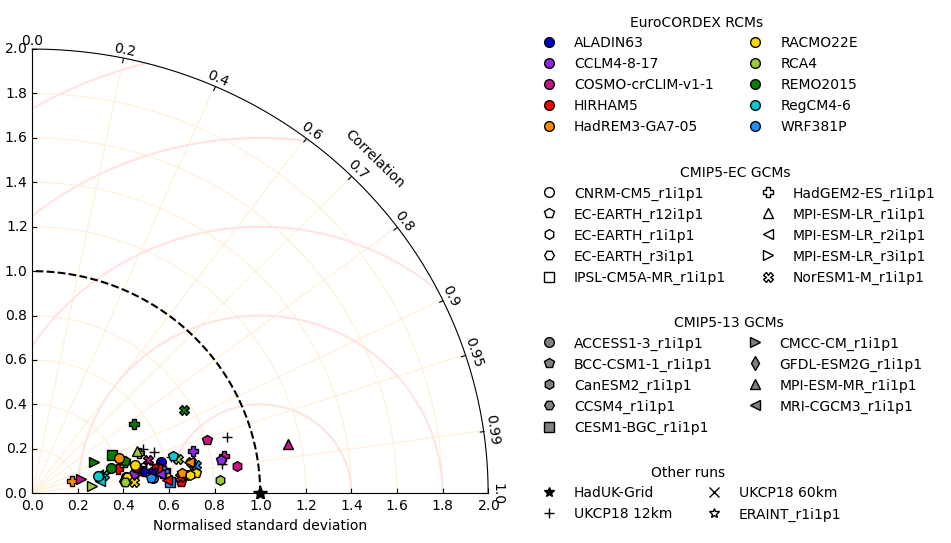 EuroCORDEX RCMs
ALADIN63
CCLM4-8-17
COSMO-crCLIM-v1-1
HIRHAM5
HadREM3-GA7-05
RACMO22E
RCA4
REMO2015
RegCM4-6
WRF381P
CMIP5-EC GCMs
CNRM-CM5_r1i1p1
EC-EARTH_r12i1p1
EC-EARTH_r1i1p1
EC-EARTH_r3i1p1
IPSL-CM5A-MR_r1i1p1
HadGEM2-ES_r1i1p1
MPI-ESM-LR_r1i1p1
MPI-ESM-LR_r2i1p1
MPI-ESM-LR_r3i1p1
NorESM1-M_r1i1p1
CMIP5-13 GCMs
ACCESS1-3_r1i1p1
BCC-CSM1-1_r1i1p1
CanESM2_r1i1p1
CCSM4_r1i1p1
CESM1-BGC_r1i1p1
CMCC-CM_r1i1p1
GFDL-ESM2G_r1i1p1
MPI-ESM-MR_r1i1p1
MRI-CGCM3_r1i1p1
Other runs
HadUK-Grid
UKCP18 12km
UKCP18 60km
ERAINT_r1i1p1
0.0
0.2
0.4
0.6
Correlation
0.7
0.8
0.9
0.95
0.99
1.0
2.0
1.8
1.6
1.4
1.2
1.0
0.8
0.6
0.4
0.2
0.0
0.0 0.2 0.4 0.6 0.8 1.0 1.2 1.4 1.6 1.8 2.0
Normalised standard deviation